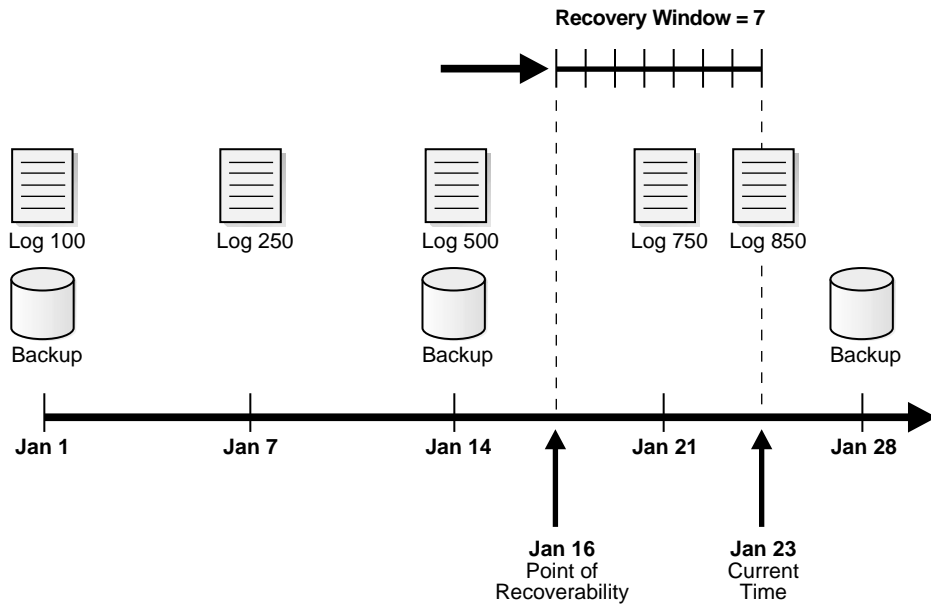 Recovery Window = 7
Log 100
Log 250
Log 500
Log 750
Log 850
Backup
Backup
Backup
Jan 1
Jan 7
Jan 14
Jan 21
Jan 28
Jan 16
Point of
Recoverability
Jan 23
Current
Time